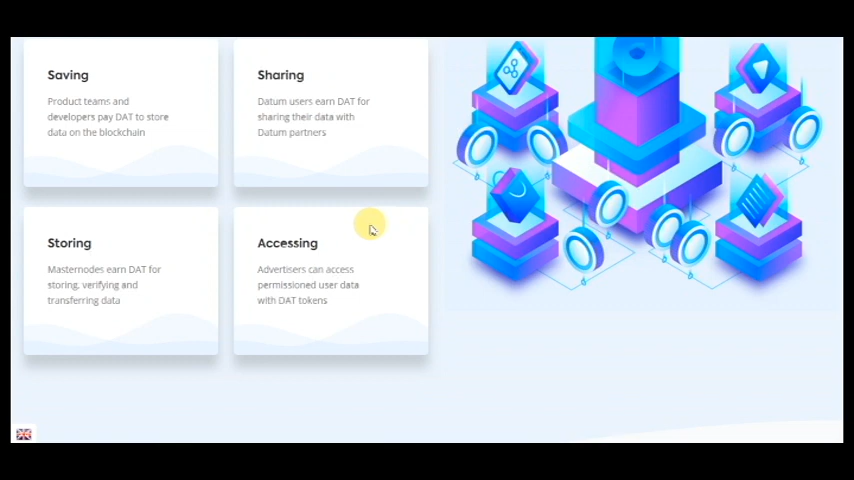 Saving
Product teams and
developers pay DAT to store
data on the blockchain
Sharing
Datum users earn DAT for
sharing their data with
Datum partners
Storing
Masternodes earn DAT for
storing, verifying and
transferring data
Accessing
Advertisers can access
permissioned user data
with DAT tokens